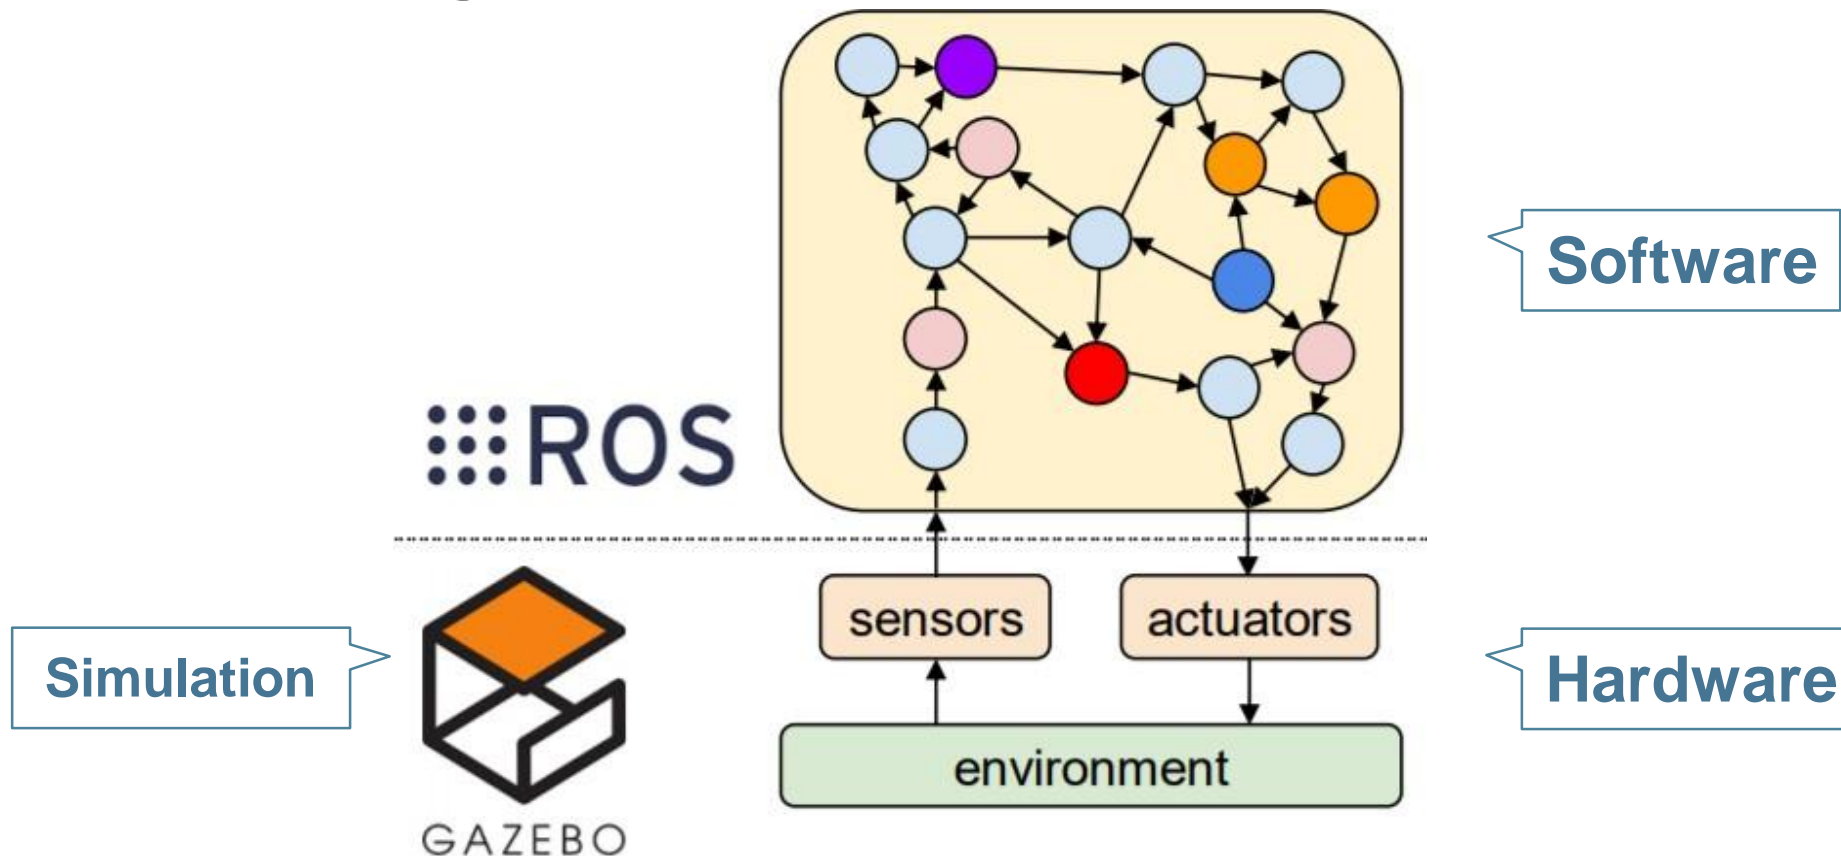 Software
ROS
sensors
actuators
Simulation
Hardware
environment
GAZEBO